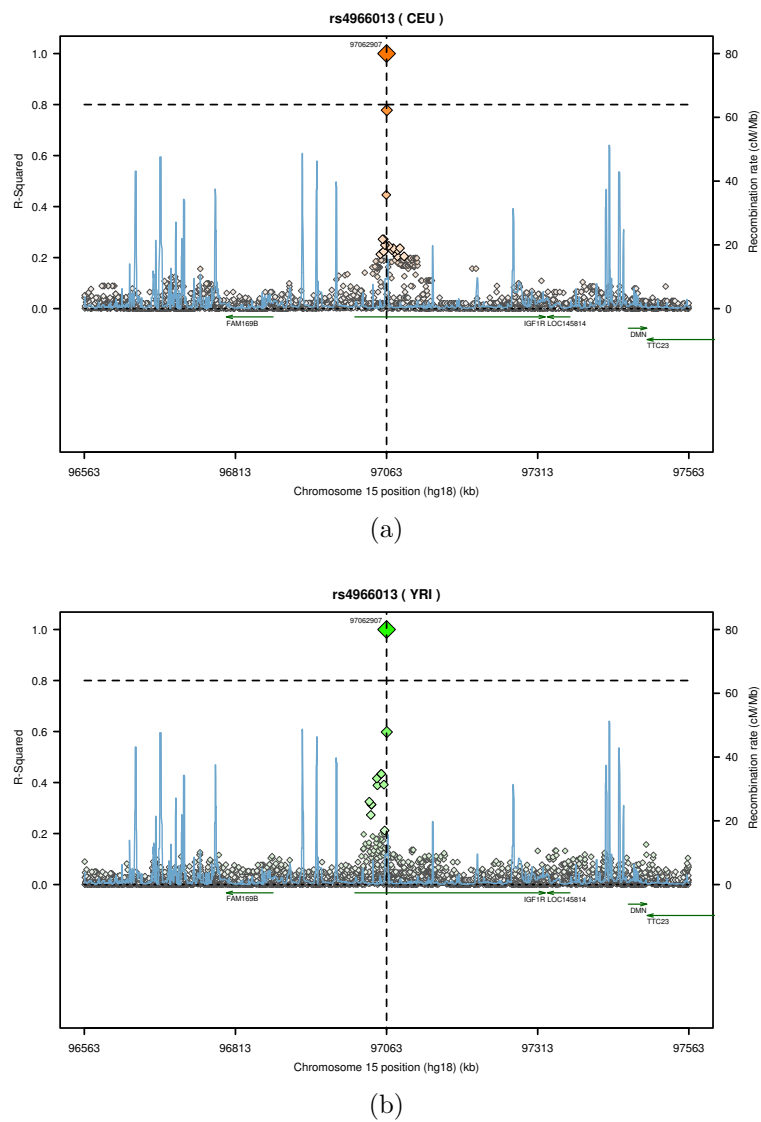 rs4966013 ( CEU )
97062907
1.0
0.8
0.6
0.4
0.2
0.0
R-Squared
80
60
40
20
0
Recombination rate (cM/Mb)
FAM169B
IGF1R LOC145814
DMN
TTC23
96563 96813 97063 97313 97563
Chromosome 15 position (hg18) (kb)
(a)
rs4966013 ( YRI )
97062907
1.0
0.8
0.6
0.4
0.2
0.0
R-Squared
80
60
40
20
0
Recombination rate (cM/Mb)
FAM169B
IGF1R LOC145814
DMN
TTC23
96563 96813 97063 97313 97563
Chromosome 15 position (hg18) (kb)
(b)